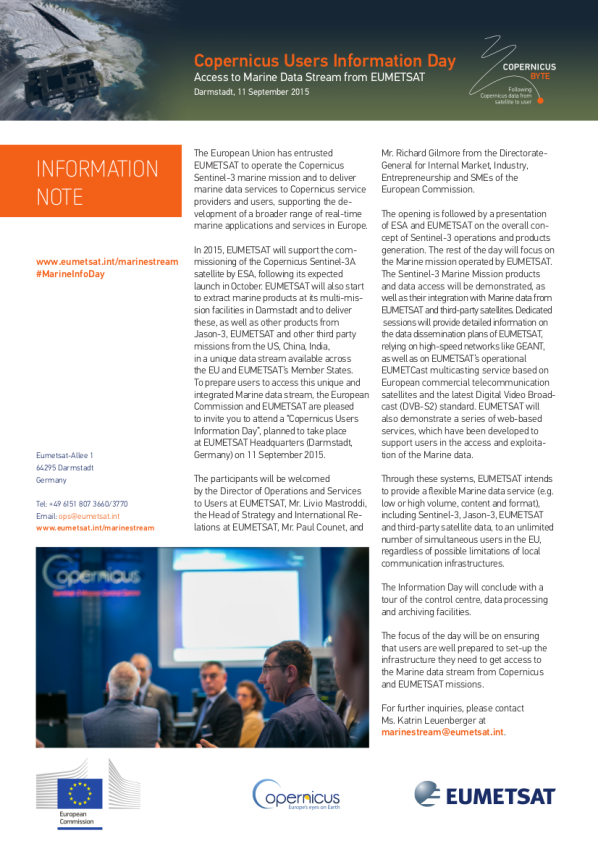 Copernicus Users Information Day
Access to Marine Data Stream from EUMETSAT
Darmstadt, 11 September 2015
COPERNICUS
BYTE
Following
Copernicus data from
satellite to user
INFORMATION
NOTE
www.eumetsat.int/marinestream
#MarineInfoDay
Eumetsat-Allee 1
64295 Darmstadt
Germany
Tel: +49 6151 807 3660/3770
Email: ops@eumetsat.int
www.eumetsat.int/marinestream
The European Union has entrusted
EUMETSAT to operate the Copernicus
Sentinel-3 marine mission and to deliver
marine data services to Copernicus service
providers and users, supporting the de-
velopment of a broader range of real-time
marine applications and services in Europe.
In 2015, EUMETSAT will support the com-
missioning of the Copernicus Sentinel-3A
satellite by ESA, following its expected
launch in October. EUMETSAT will also start
to extract marine products at its multi-mis-
sion facilities in Darmstadt and to deliver
these, as well as other products from
Jason-3, EUMETSAT and other third party
missions from the US, China, India,
in a unique data stream available across
the EU and EUMETSAT's Member States.
To prepare users to access this unique and
integrated Marine data stream, the European
Commission and EUMETSAT are pleased
to invite you to attend a "Copernicus Users
Information Day", planned to take place
at EUMETSAT Headquarters (Darmstadt,
Germany) on 11 September 2015.
The participants will be welcomed
by the Director of Operations and Services
to Users at EUMETSAT, Mr. Livio Mastroddi,
the Head of Strategy and International Re-
lations at EUMETSAT, Mr. Paul Counet, and
Mr. Richard Gilmore from the Directorate-
General for Internal Market, Industry,
Entrepreneurship and SMEs of the
European Commission.
The opening is followed by a presentation
of ESA and EUMETSAT on the overall con-
cept of Sentinel-3 operations and products
generation. The rest of the day will focus on
the Marine mission operated by EUMETSAT.
The Sentinel-3 Marine Mission products
and data access will be demonstrated, as
well as their integration with Marine data from
EUMETSAT and third-party satellites. Dedicated
sessions will provide detailed information on
the data dissemination plans of EUMETSAT,
relying on high-speed networks like GEANT,
as well as on EUMETSAT's operational
EUMETCast multicasting service based on
European commercial telecommunication
satellites and the latest Digital Video Broad-
cast (DVB-S2) standard. EUMETSAT will
also demonstrate a series of web-based
services, which have been developed to
support users in the access and exploita-
tion of the Marine data.
Through these systems, EUMETSAT intends
to provide a flexible Marine data service (e.g.
low or high volume, content and format),
including Sentinel-3, Jason-3, EUMETSAT
and third-party satellite data, to an unlimited
number of simultaneous users in the EU,
regardless of possible limitations of local
communication infrastructures.
The Information Day will conclude with a
tour of the control centre, data processing
and archiving facilities.
The focus of the day will be on ensuring
that users are well prepared to set-up the
infrastructure they need to get access to
the Marine data stream from Copernicus
and EUMETSAT missions.
For further inquiries, please contact
Ms. Katrin Leuenberger at
marinestream@eumetsat.int.
opernicus
European
Commission
Copernicus
Europe's eyes on Earth
EUMETSAT